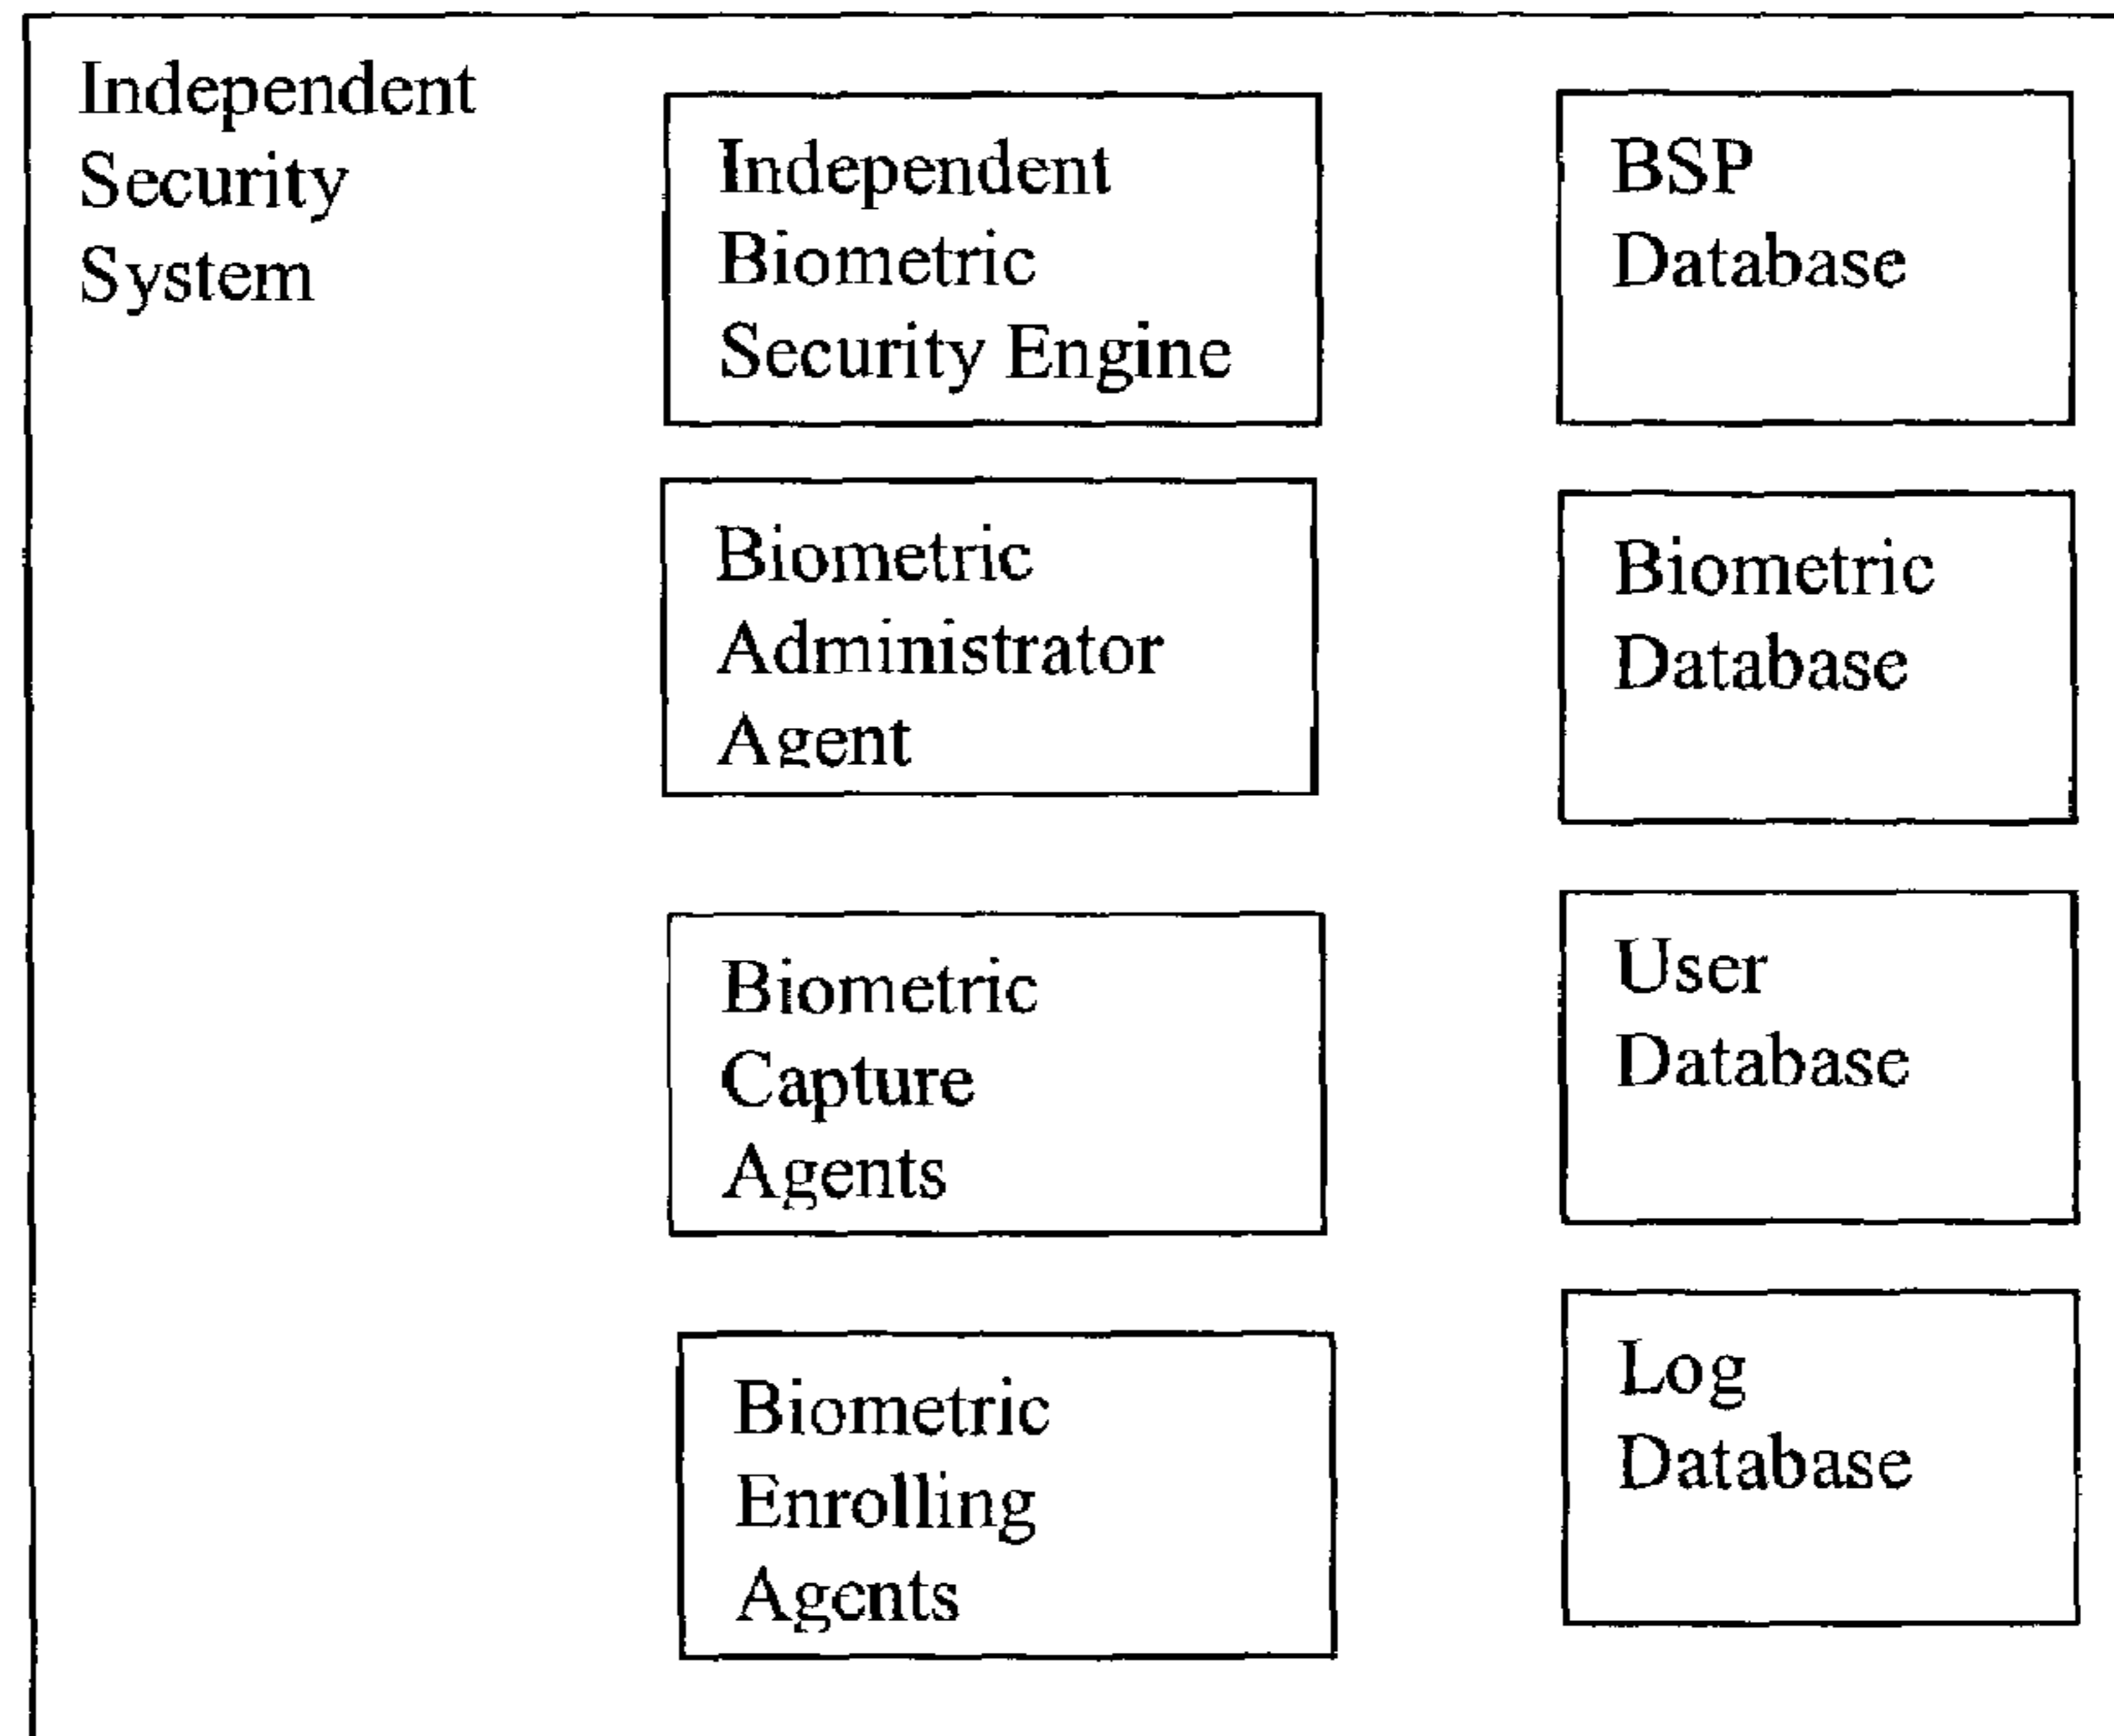 Independent
Security
System
Independent
Biometric
Security Engine
BSP
Database
Biometric
Administrator
Agent
Biometric
Database
Biometric
Capture
Agents
User
Database
Biometric
Enrolling
Agents
Log
Database